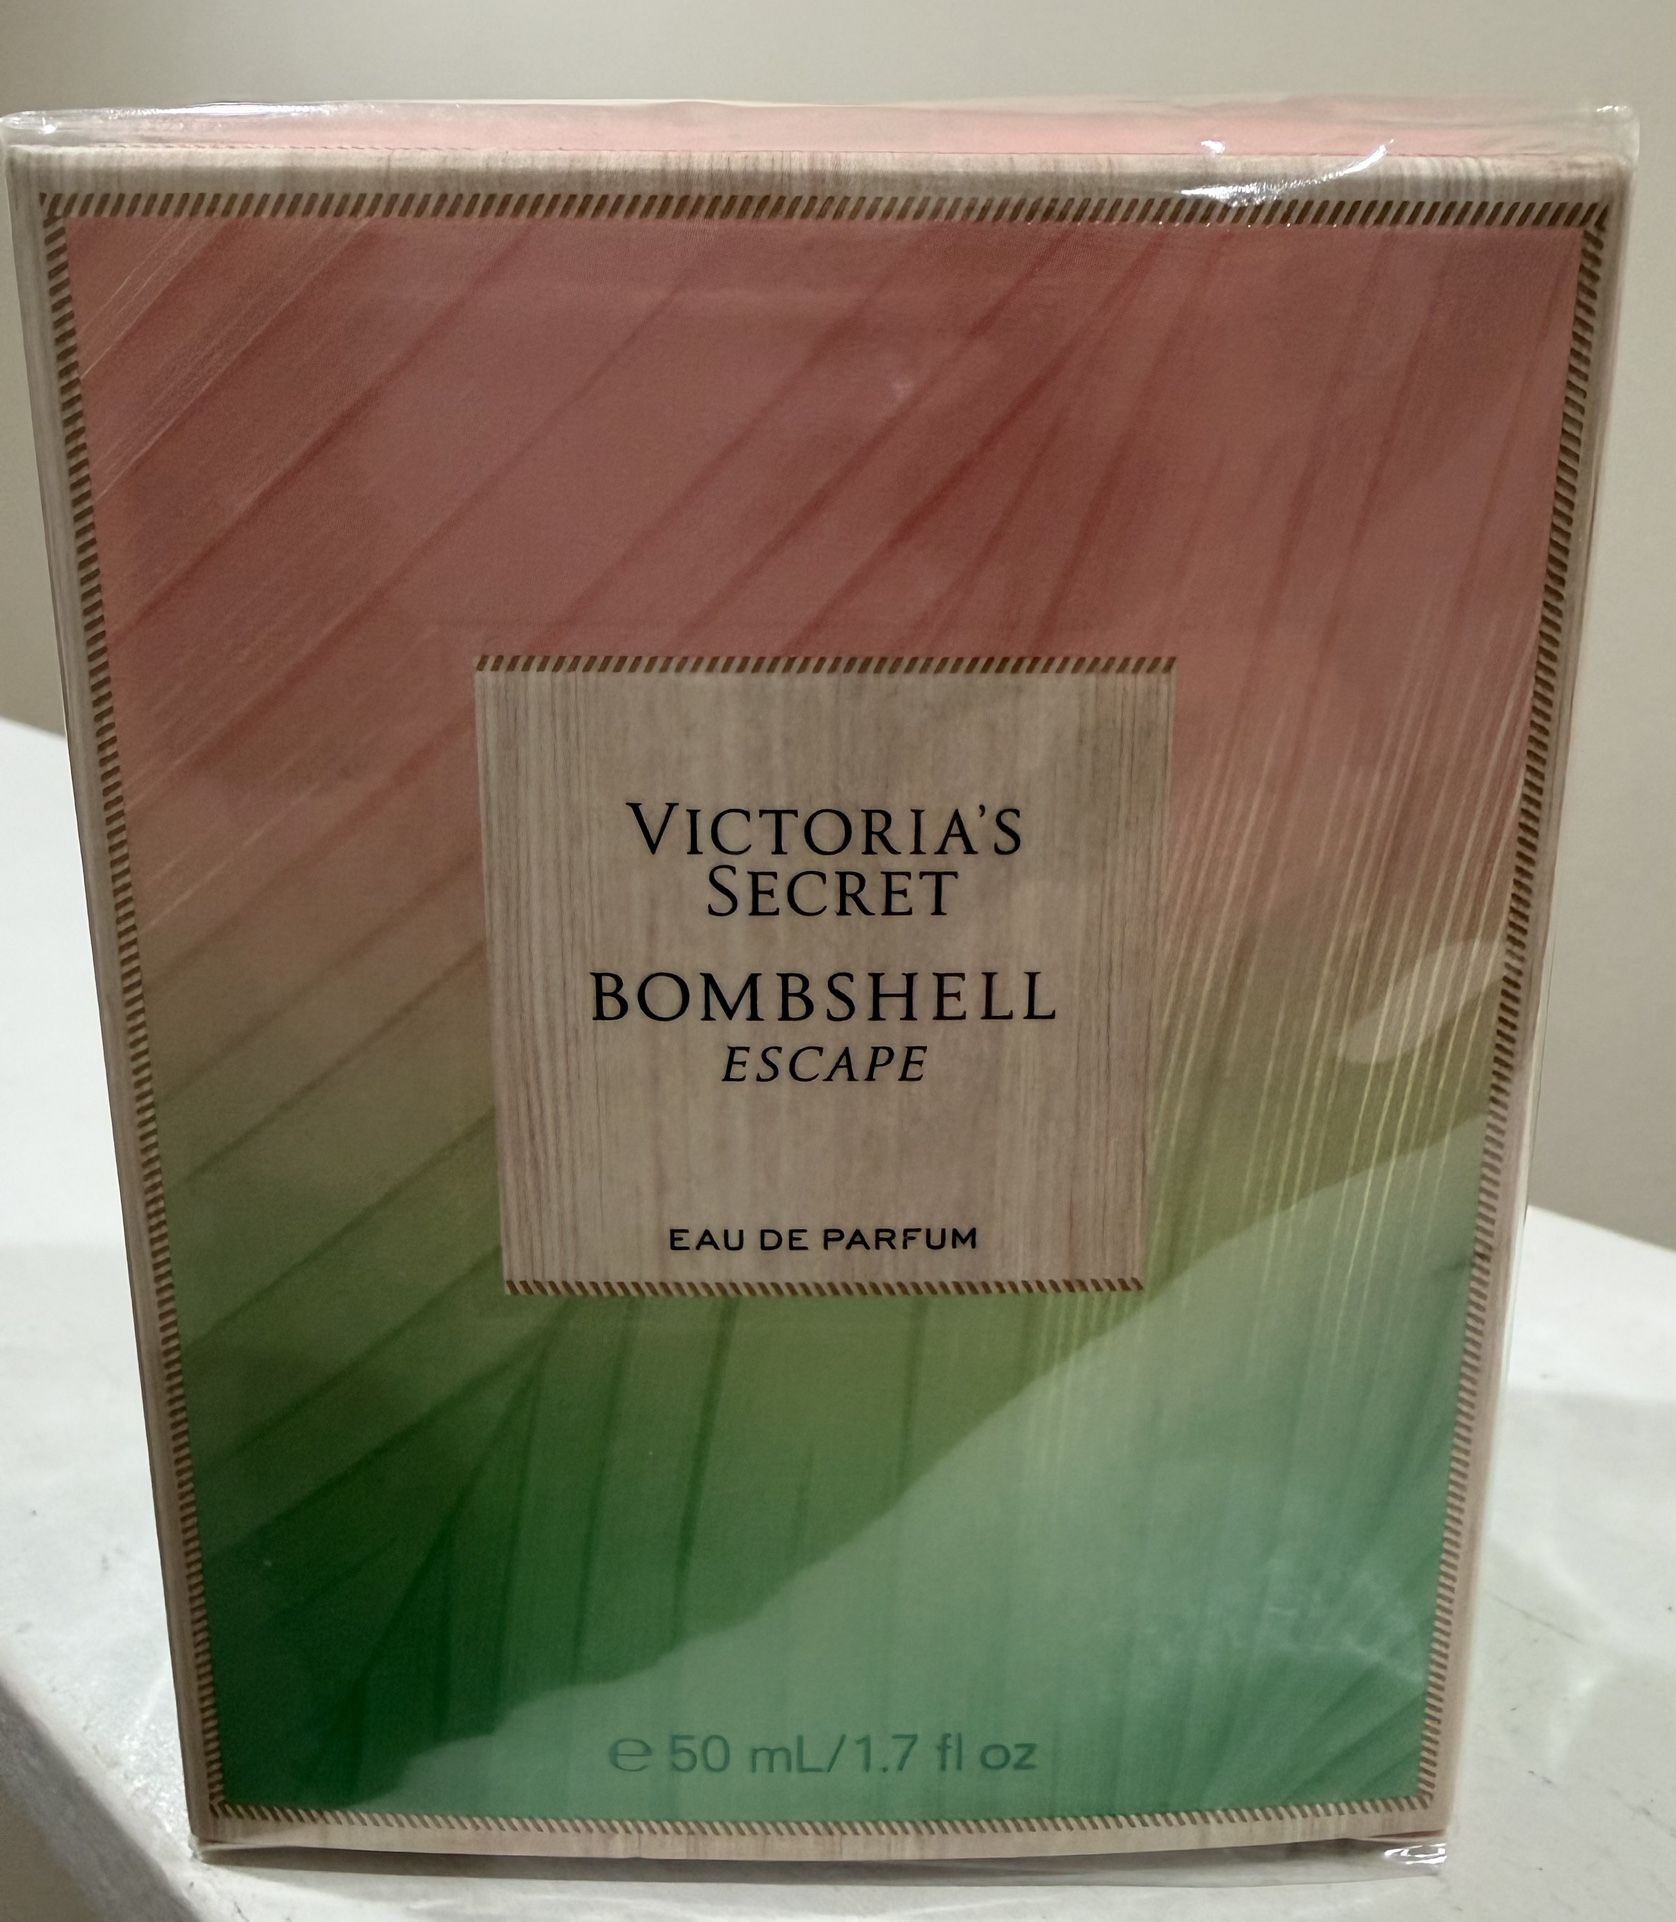 VICTORIA'S
SECRET
BOMBSHELL
ESCAPE
EAU DE PARFUM
℮ 50 mL/1.7 fl oz